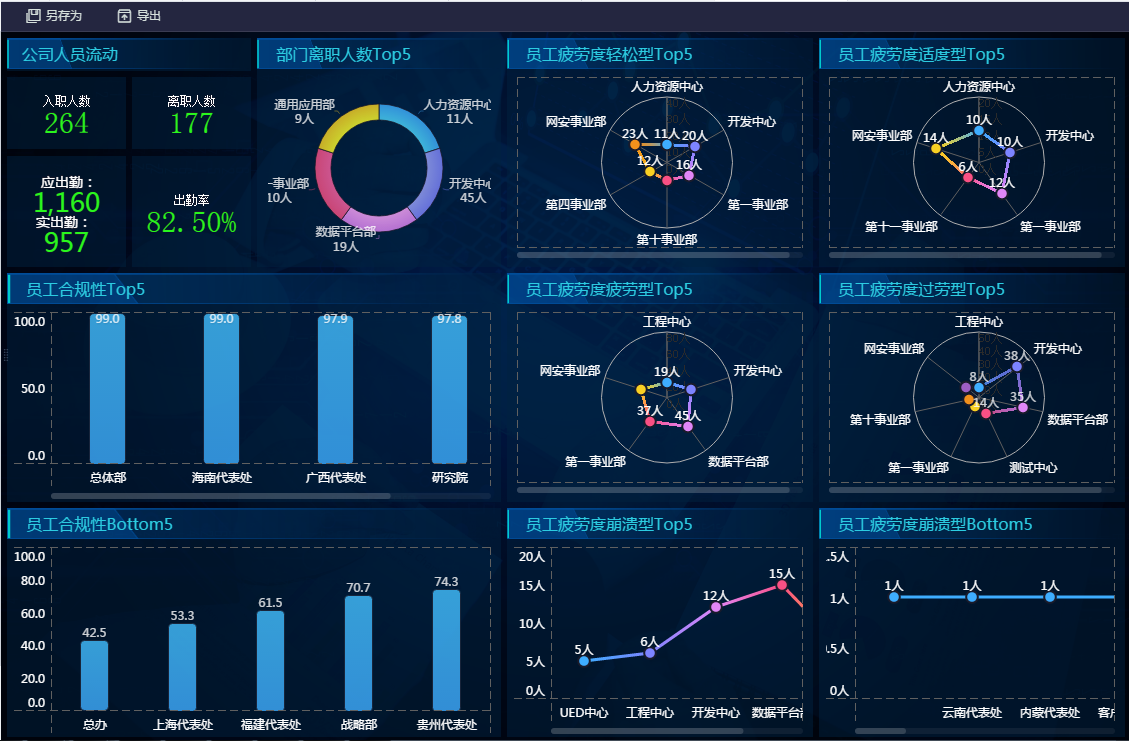 另存为
导出
公司人员流动
入职人数
264
离职人数
177
应出勤：
1,160
实出勤：
957
出勤率
82.50%
部门离职人数Top5
通用应用部
9人
人力资源中心
11人
开发中心
45人
数据平台部
19人
事业部
10人
员工疲劳度轻松型Top5
人力资源中心
网安事业部
开发中心
23人
11人
20人
12人
16人
第四事业部
第一事业部
第十事业部
员工疲劳度适度型Top5
人力资源中心
网安事业部
开发中心
10人
14人
10人
6人
12人
第十一事业部
第一事业部
员工合规性Top5
100.0
50.0
0.0
99.0
99.0
97.9
97.8
总体部
海南代表处
广西代表处
研究院
员工疲劳度疲劳型Top5
工程中心
网安事业部
开发中心
19人
37人
45人
第一事业部
数据平台部
员工疲劳度过劳型Top5
工程中心
网安事业部
开发中心
38人
8人
35人
14人
第十事业部
数据平台部
第一事业部
测试中心
员工合规性Bottom5
100.0
80.0
60.0
40.0
20.0
0.0
42.5
53.3
61.5
70.7
74.3
总办
上海代表处
福建代表处
战略部
贵州代表处
员工疲劳度崩溃型Top5
20人
15人
10人
5人
0人
5人
6人
12人
15人
UED中心
工程中心
开发中心
数据平台
员工疲劳度崩溃型Bottom5
.5人
1人
.5人
0人
1人
1人
1人
云南代表处
内蒙代表处
客